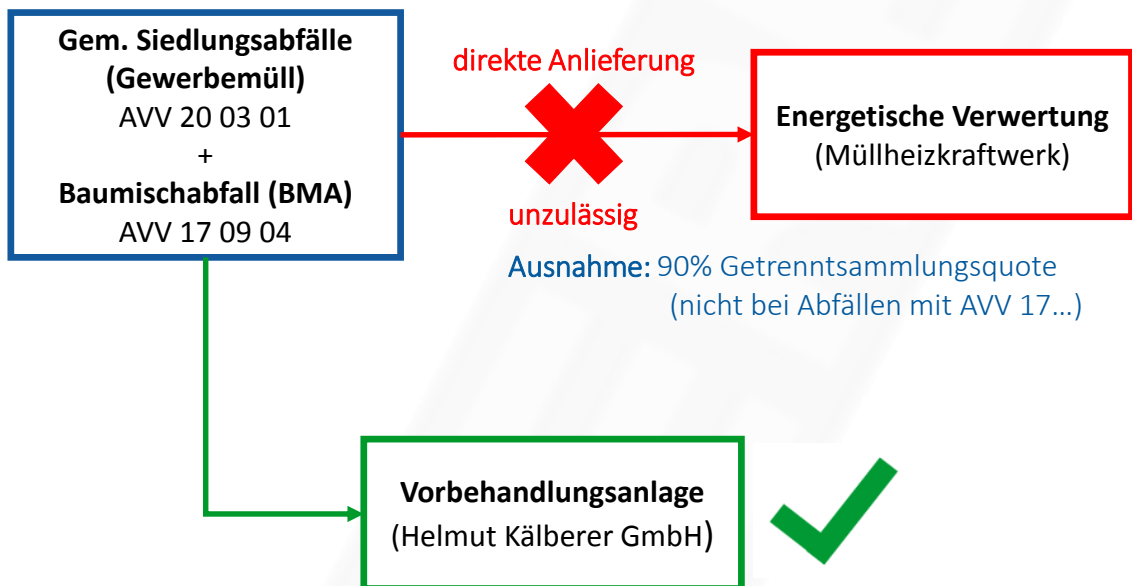 Gem. Siedlungsabfälle
(Gewerbemüll)
AVV 20 03 01
+
Baumischabfall (BMA)
AVV 17 09 04
direkte Anlieferung
unzulässig
Energetische Verwertung
(Müllheizkraftwerk)
Ausnahme: 90% Getrenntsammlungsquote
(nicht bei Abfällen mit AVV 17...)
Vorbehandlungsanlage
(Helmut Kälberer GmbH)